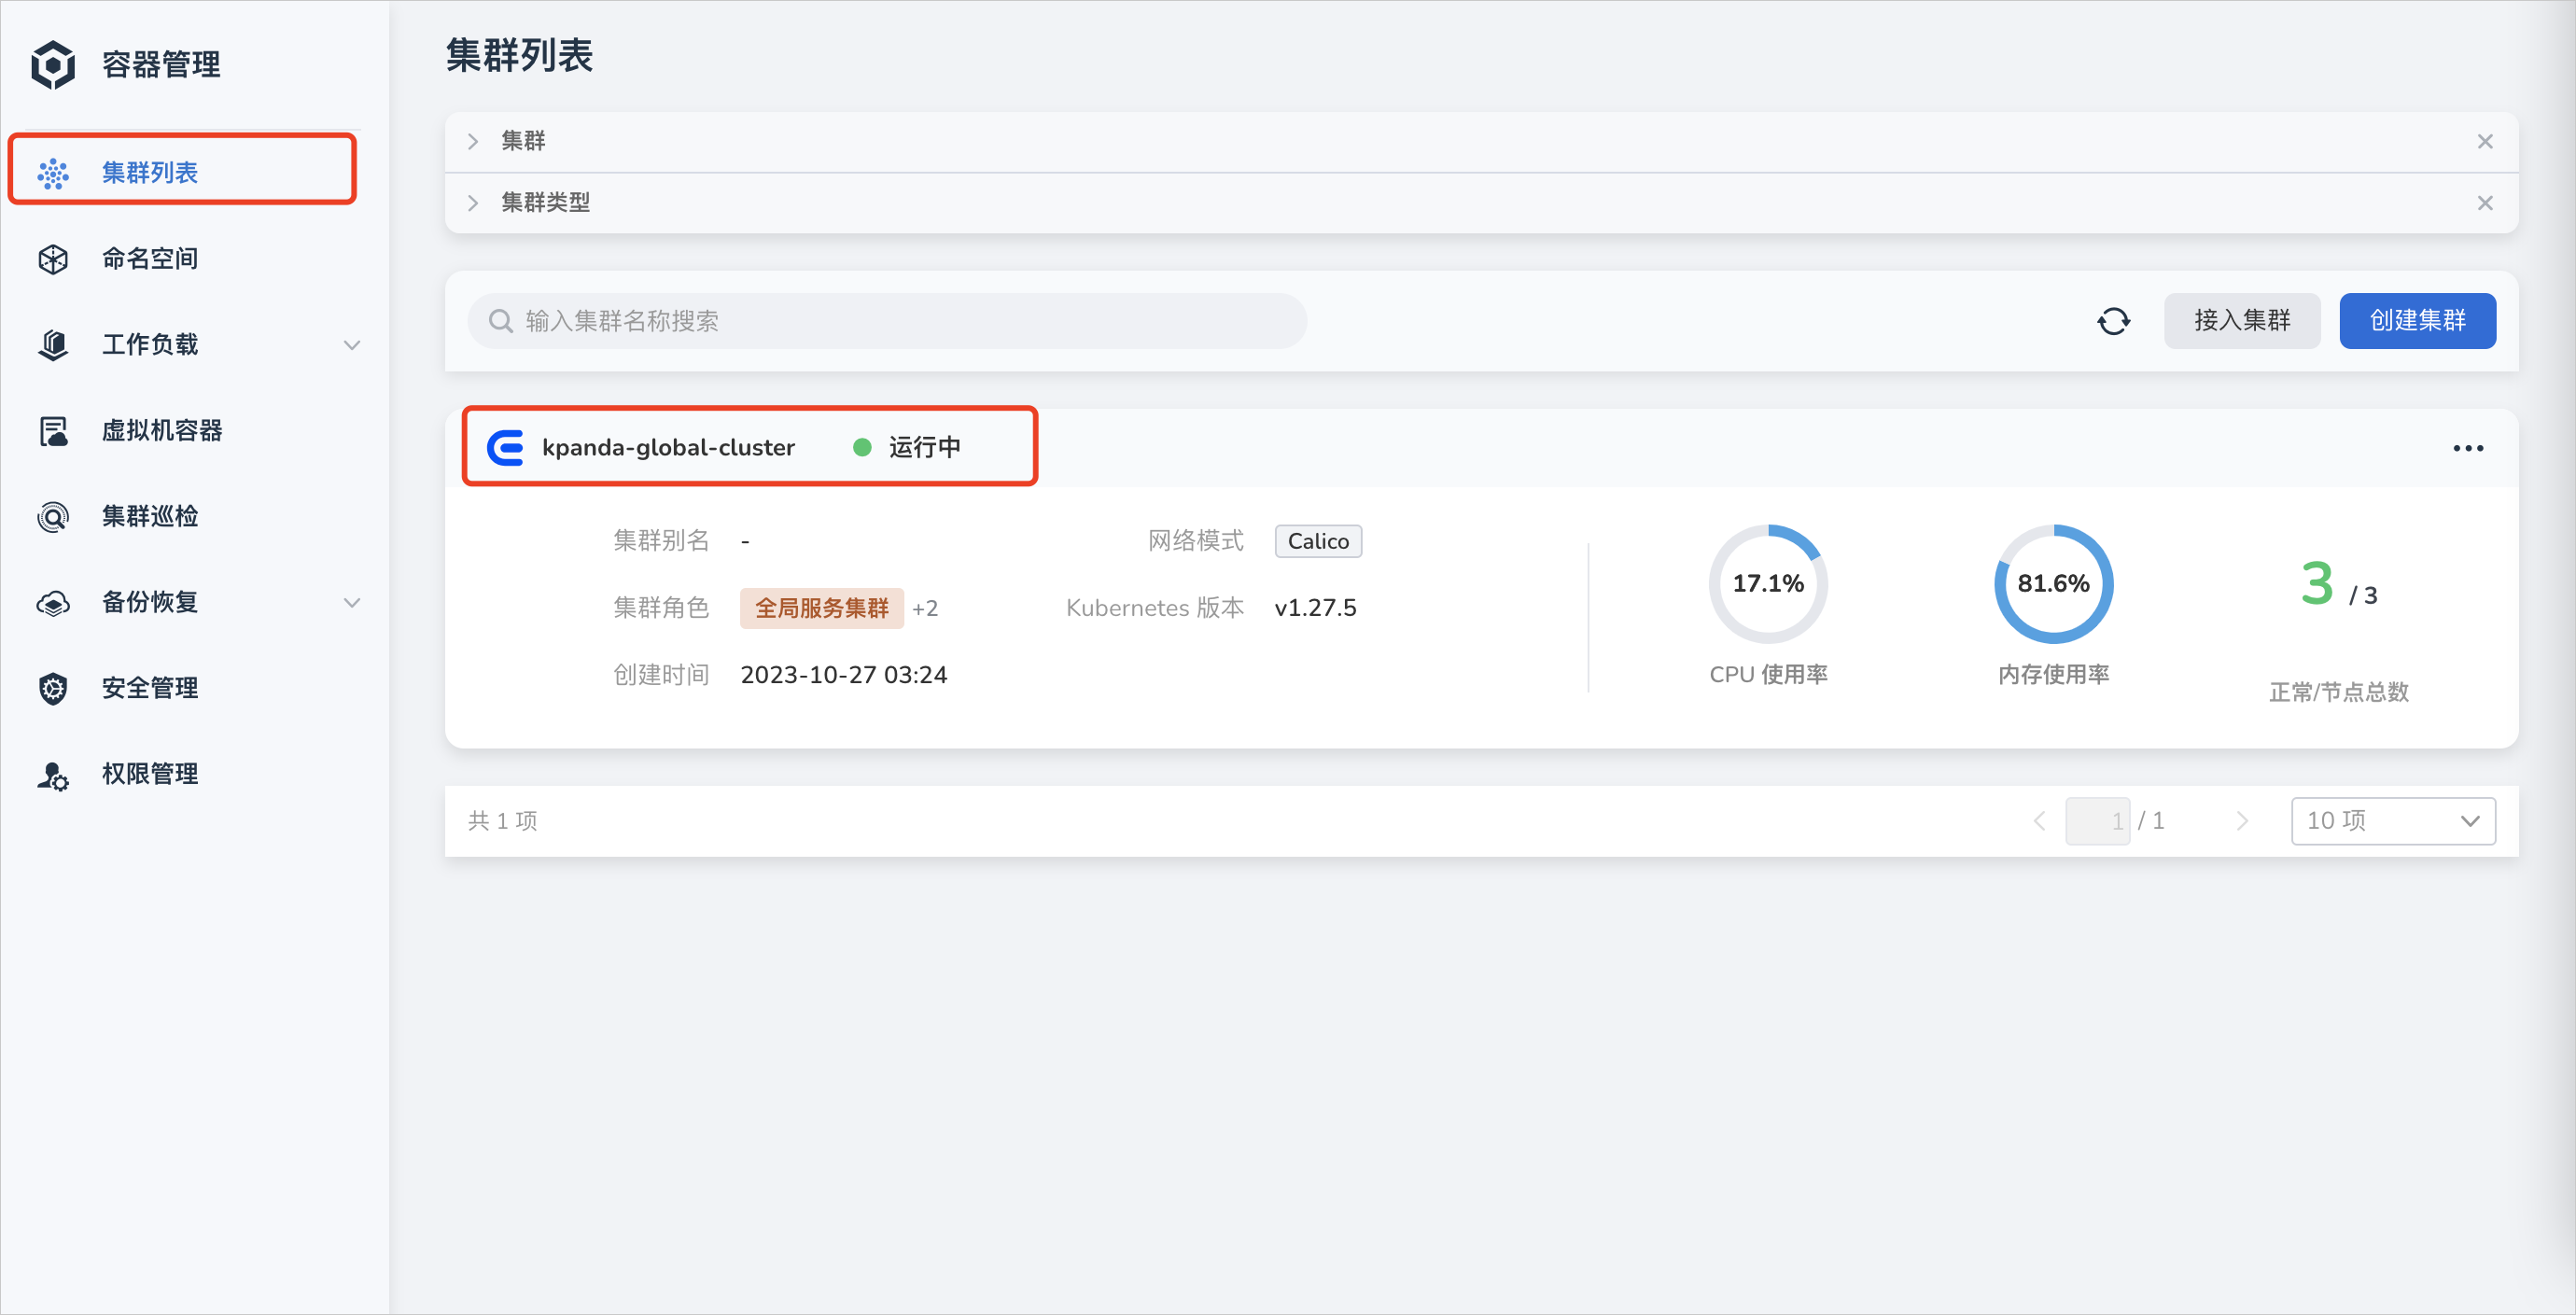 容器管理
集群列表
命名空间
工作负载
虚拟机容器
集群巡检
备份恢复
安全管理
权限管理
集群列表
集群
集群类型
输入集群名称搜索
接入集群
创建集群
kpanda-global-cluster 运行中
集群别名 -
网络模式 Calico
集群角色 全局服务集群 +2
Kubernetes 版本 v1.27.5
创建时间 2023-10-27 03:24
17.1%
CPU 使用率
81.6%
内存使用率
3 / 3
正常/节点总数
共 1 项
1 / 1
10 项